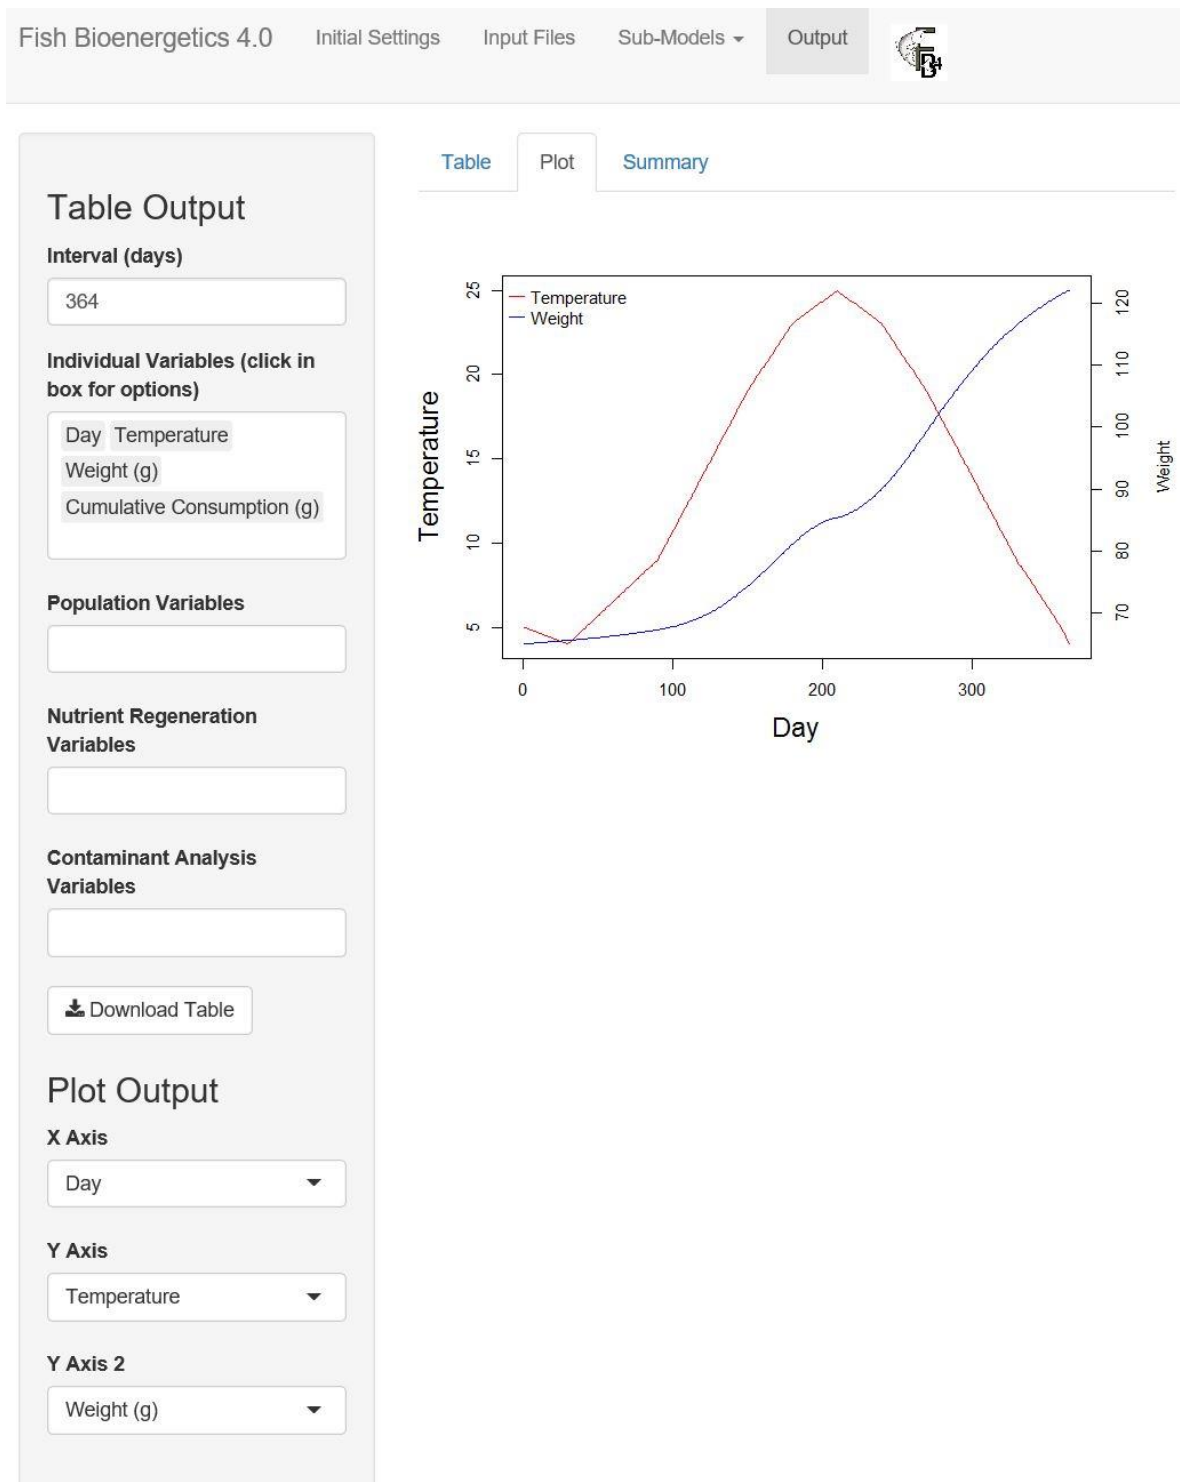 Fish Bioenergetics 4.0 Initial Settings Input Files Sub-Models Output
FB4
Table Plot Summary
Table Output
Interval (days)
364
Individual Variables (click in
box for options)
Day Temperature
Weight (g)
Cumulative Consumption (g)
Population Variables
Nutrient Regeneration
Variables
Contaminant Analysis
Variables
Download Table
Plot Output
X Axis
Day
Y Axis
Temperature
Y Axis 2
Weight (g)
Temperature
Weight
Temperature
25
20
15
10
5
0 100 200 300
Day
120
110
100
90
80
70
Weight